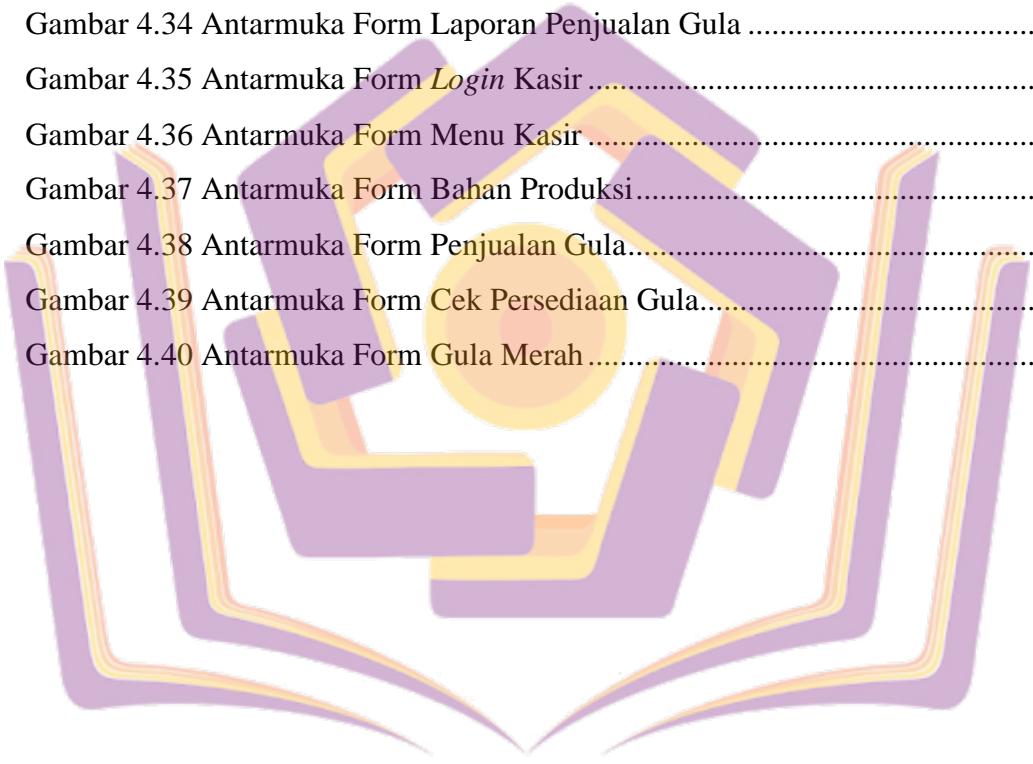 Gambar 4.34 Antarmuka Form Laporan Penjualan Gula ....................................
Gambar 4.35 Antarmuka Form Login Kasir ........................................................
Gambar 4.36 Antarmuka Form Menu Kasir ........................................................
Gambar 4.37 Antarmuka Form Bahan Produksi ..................................................
Gambar 4.38 Antarmuka Form Penjualan Gula ...................................................
Gambar 4.39 Antarmuka Form Cek Persediaan Gula ..........................................
Gambar 4.40 Antarmuka Form Gula Merah ........................................................